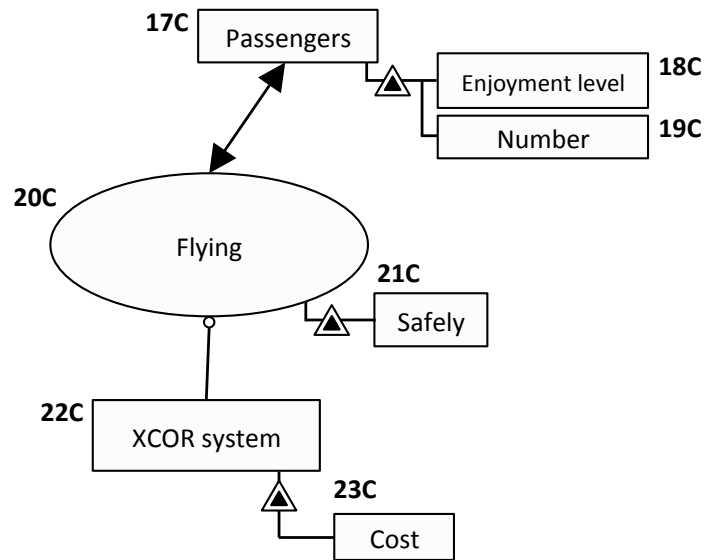 17C
Passengers
Enjoyment level
18C
Number
19C
20C
Flying
21C
Safely
22C
XCOR system
23C
Cost